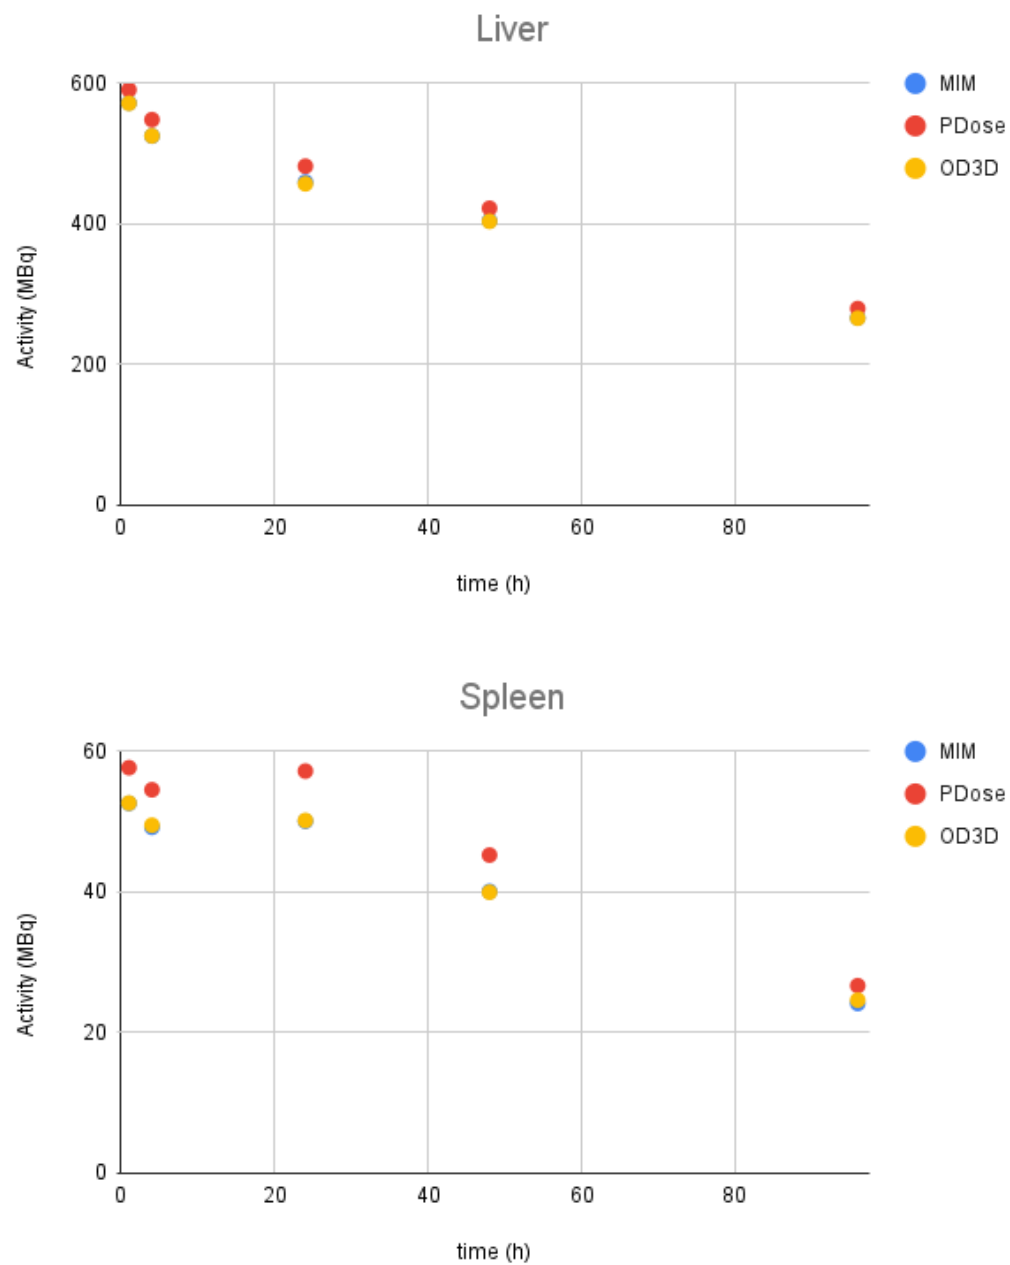 Liver
600
400
200
0
Activity (MBq)
0 20 40 60 80
time (h)
MIM
PDose
OD3D
Spleen
60
40
20
0
Activity (MBq)
0 20 40 60 80
time (h)
MIM
PDose
OD3D